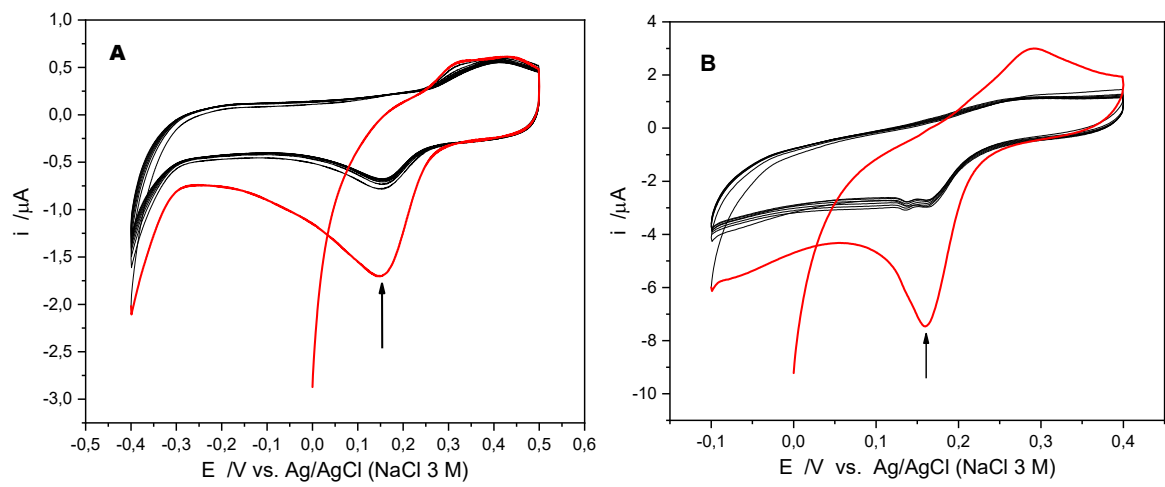 A
1,0
0,5
0,0
-0,5
-1,0
-1,5
-2,0
-2,5
-3,0
i /µA
-0,5 -0,4 -0,3 -0,2 -0,1 0,0 0,1 0,2 0,3 0,4 0,5 0,6
E /V vs. Ag/AgCl (NaCl 3 M)
B
4
2
0
-2
-4
-6
-8
-10
i /µA
-0,1 0,0 0,1 0,2 0,3 0,4
E /V vs. Ag/AgCl (NaCl 3 M)